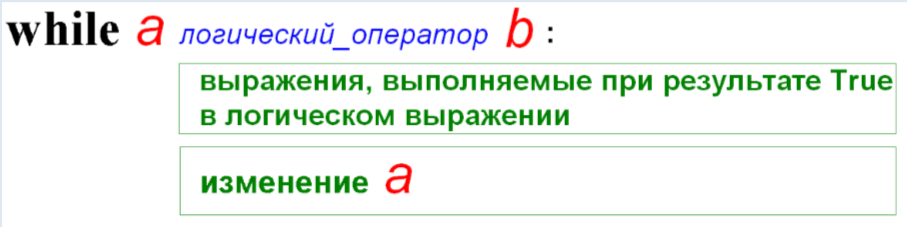 while a логический_оператор b :
выражения, выполняемые при результате True
в логическом выражении
изменение a